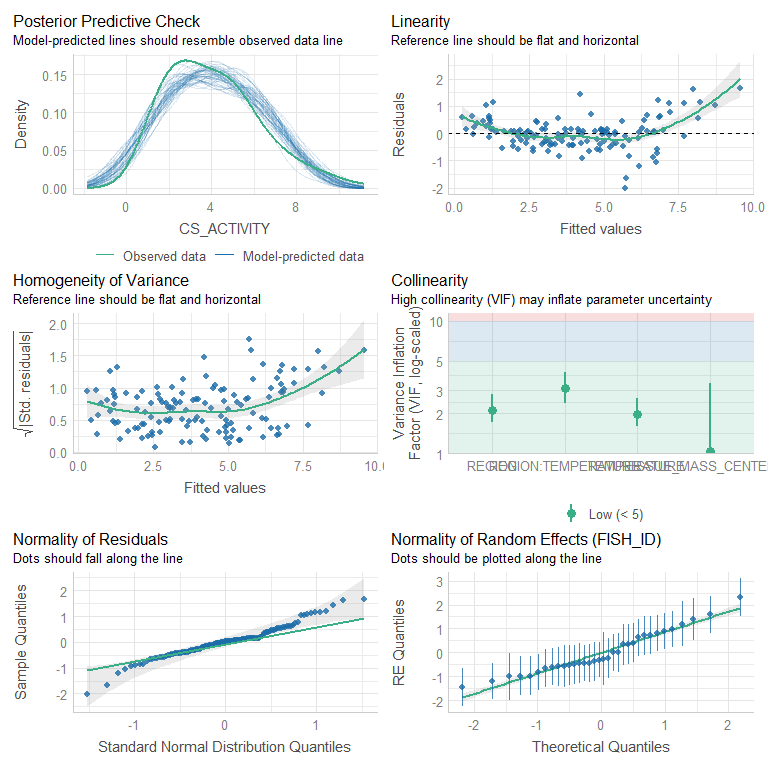 Posterior Predictive Check
Model-predicted lines should resemble observed data line
Density
0.15
0.10
0.05
0.00
0
4
8
CS_ACTIVITY
Observed data
Model-predicted data
Linearity
Reference line should be flat and horizontal
Residuals
2
1
0
-1
-2
0.0
2.5
5.0
7.5
10.0
Fitted values
Homogeneity of Variance
Reference line should be flat and horizontal
√|Std. residuals|
2.0
1.5
1.0
0.5
0.0
0.0
2.5
5.0
7.5
10.0
Fitted values
Collinearity
High collinearity (VIF) may inflate parameter uncertainty
Variance Inflation
Factor (VIF, log-scaled)
10
5
3
2
1
REGION
REGION:TEMPERATURE
MASS_CENTER
Low (< 5)
Normality of Residuals
Dots should fall along the line
Sample Quantiles
2
1
0
-1
-2
-1
0
1
Standard Normal Distribution Quantiles
Normality of Random Effects (FISH_ID)
Dots should be plotted along the line
RE Quantiles
3
2
1
0
-1
-2
-2
-1
0
1
2
Theoretical Quantiles